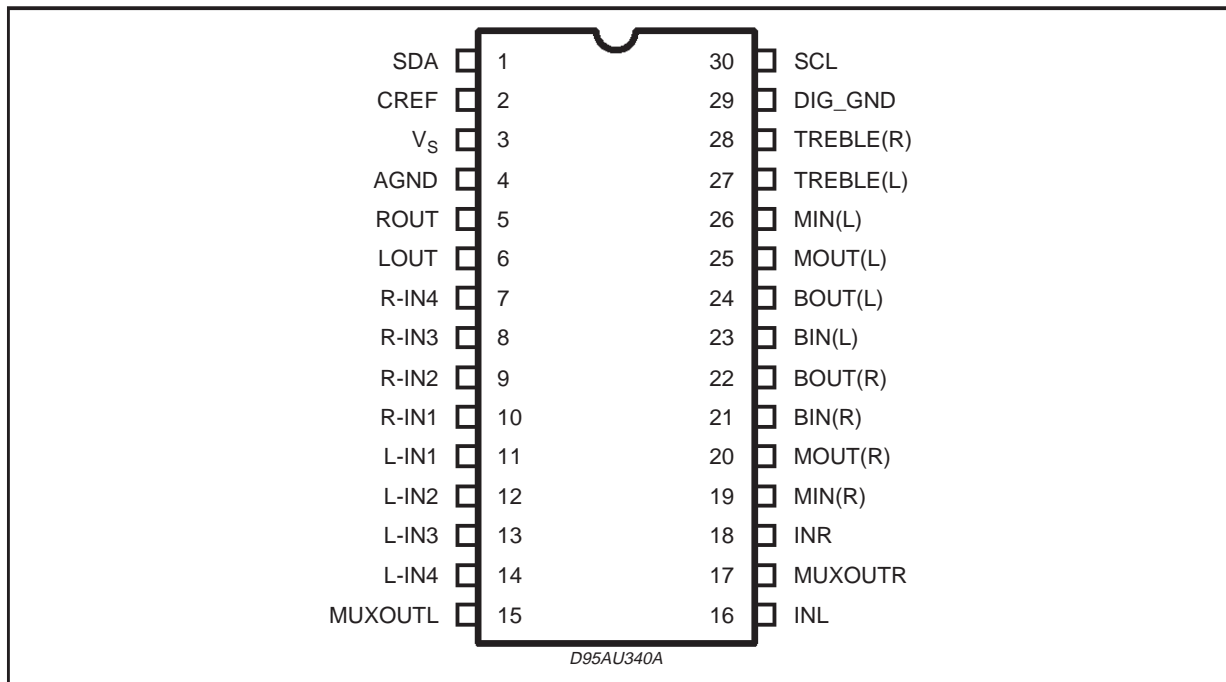 SDA 1 30 SCL
CREF 2 29 DIG_GND
VS 3 28 TREBLE(R)
AGND 4 27 TREBLE(L)
ROUT 5 26 MIN(L)
LOUT 6 25 MOUT(L)
R-IN4 7 24 BOUT(L)
R-IN3 8 23 BIN(L)
R-IN2 9 22 BOUT(R)
R-IN1 10 21 BIN(R)
L-IN1 11 20 MOUT(R)
L-IN2 12 19 MIN(R)
L-IN3 13 18 INR
L-IN4 14 17 MUXOUTR
MUXOUTL 15 16 INL
D95AU340A